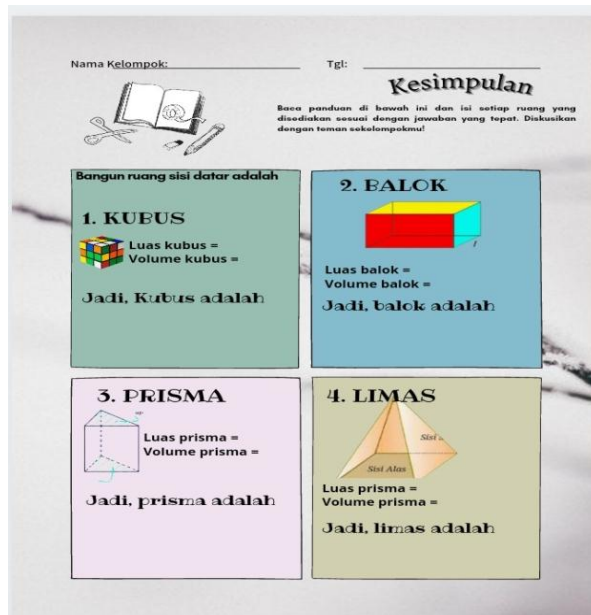 Nama Kelompok:
Tgl:
Kesimpulan
Baca panduan di bawah ini dan isi setiap ruang yang
disediakan sesuai dengan jawaban yang tepat. Diskusikan
dengan teman sekelompokmu!
Bangun ruang sisi datar adalah
1. KUBUS
Luas kubus =
Volume kubus =
Jadi, Kubus adalah
2. BALOK
Luas balok =
Volume balok =
Jadi, balok adalah
3. PRISMA
Luas prisma =
Volume prisma =
Jadi, prisma adalah
4. LIMAS
Sisi
Sisi Alas
Luas prisma =
Volume prisma =
Jadi, limas adalah